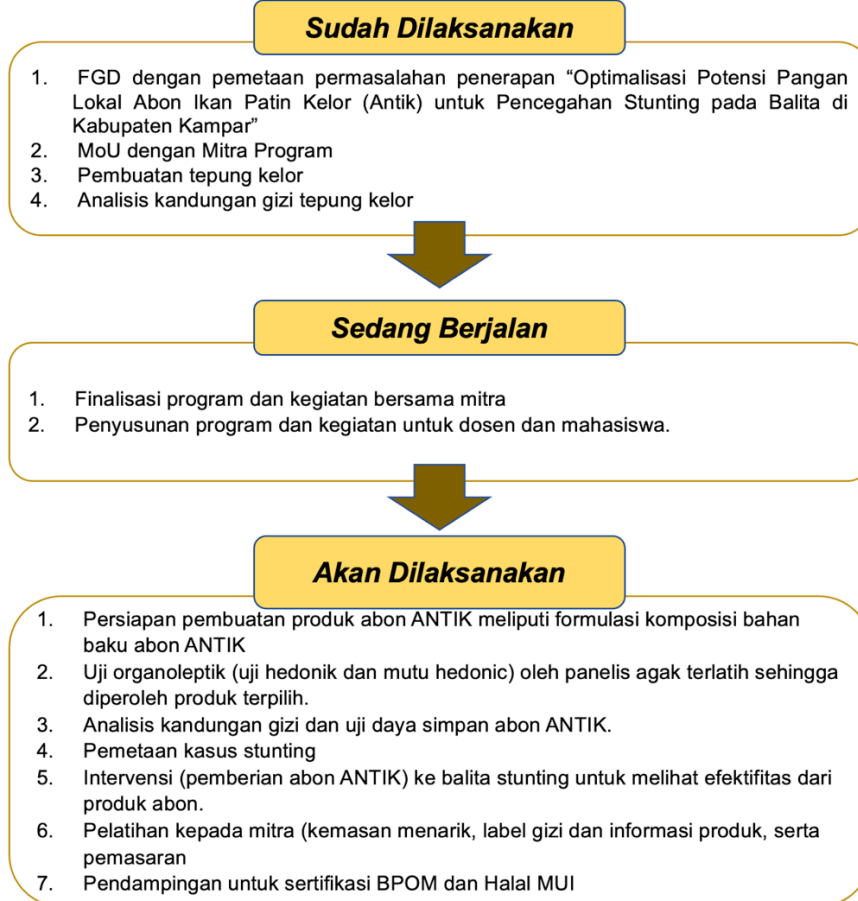 Sudah Dilaksanakan
1. FGD dengan pemetaan permasalahan penerapan “Optimalisasi Potensi Pangan
Lokal Abon Ikan Patin Kelor (Antik) untuk Pencegahan Stunting pada Balita di
Kabupaten Kampar”
2. MoU dengan Mitra Program
3. Pembuatan tepung kelor
4. Analisis kandungan gizi tepung kelor
Sedang Berjalan
1. Finalisasi program dan kegiatan bersama mitra
2. Penyusunan program dan kegiatan untuk dosen dan mahasiswa.
Akan Dilaksanakan
1. Persiapan pembuatan produk abon ANTIK meliputi formulasi komposisi bahan
baku abon ANTIK
2. Uji organoleptik (uji hedonik dan mutu hedonic) oleh panelis agak terlatih sehingga
diperoleh produk terpilih.
3. Analisis kandungan gizi dan uji daya simpan abon ANTIK.
4. Pemetaan kasus stunting
5. Intervensi (pemberian abon ANTIK) ke balita stunting untuk melihat efektifitas dari
produk abon.
6. Pelatihan kepada mitra (kemasan menarik, label gizi dan informasi produk, serta
pemasaran
7. Pendampingan untuk sertifikasi BPOM dan Halal MUI